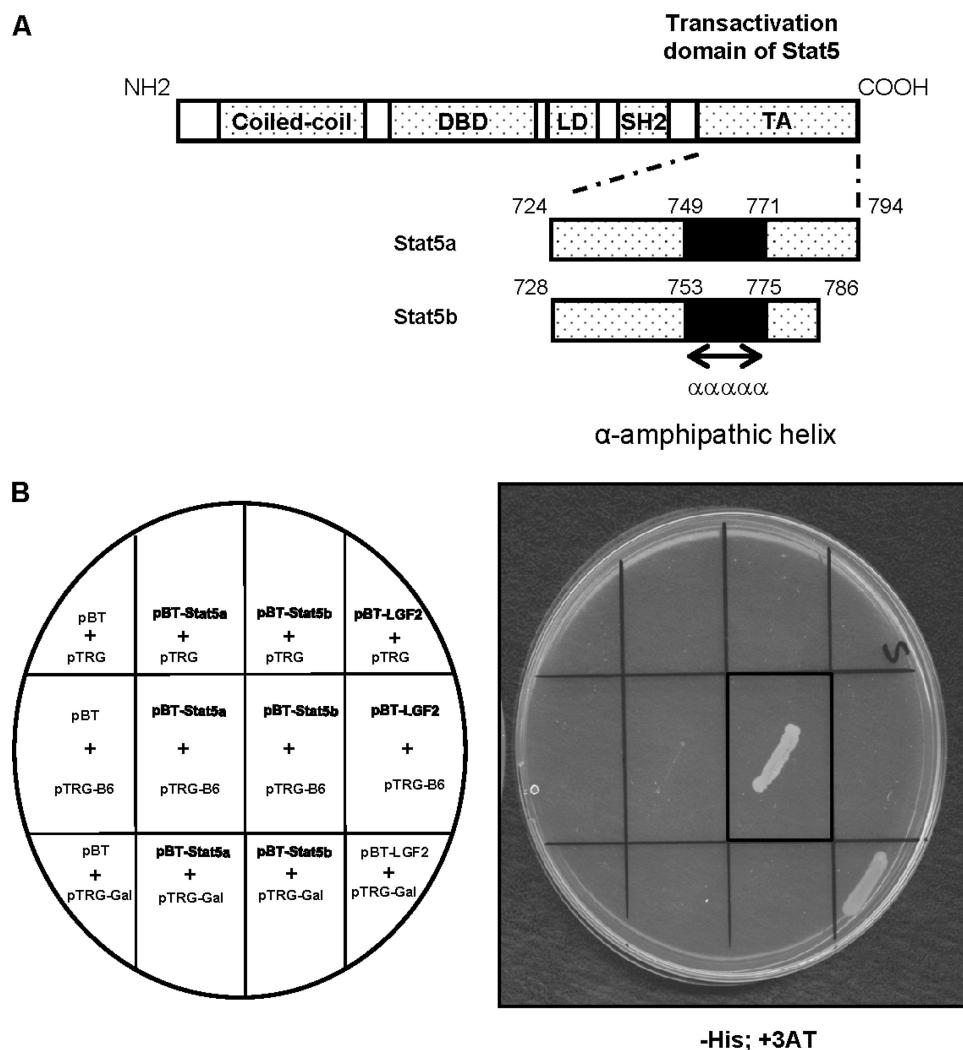 A
Transactivation
domain of Stat5
NH2
COOH
Coiled-coil DBD LD SH2 TA
724 749 771 794
Stat5a
728 753 775 786
Stat5b
ααααα
α-amphipathic helix
B
pBT pBT-Stat5a pBT-Stat5b pBT-LGF2
+ + + +
pTRG pTRG pTRG pTRG
pBT pBT-Stat5a pBT-Stat5b pBT-LGF2
+ + + +
pTRG-B6 pTRG-B6 pTRG-B6 pTRG-B6
pBT pBT-Stat5a pBT-Stat5b pBT-LGF2
+ + + +
pTRG-Gal pTRG-Gal pTRG-Gal pTRG-Gal
-His; +3AT